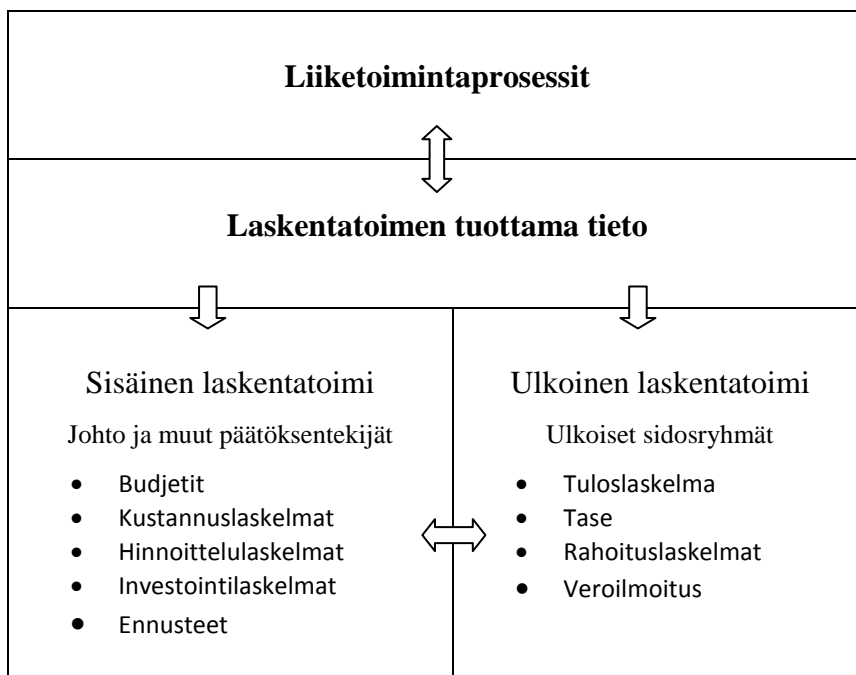 Liiketoimintaprosessit
Laskentatoimen tuottama tieto
Sisäinen laskentatoimi
Johto ja muut päätöksentekijät
• Budjetit
• Kustannuslaskelmat
• Hinnoittelulaskelmat
• Investointilaskelmat
• Ennusteet
Ulkoinen laskentatoimi
Ulkoiset sidosryhmät
• Tuloslaskelma
• Tase
• Rahoituslaskelmat
• Veroilmoitus